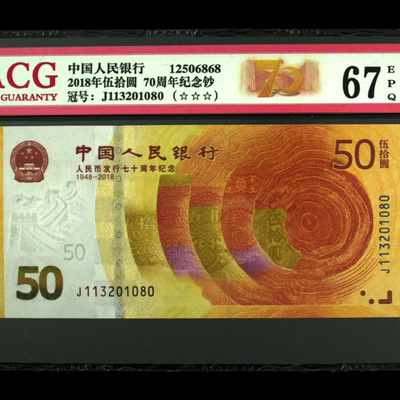 ACG
GUARANTY
中国人民银行 12506868
2018年伍拾圆 70周年纪念钞
冠号: J113201080 (☆☆☆)
70
67 EPQ
中国人民银行
人民币发行七十周年纪念
1948-2018
50 伍拾圆
50
50
J113201080
J113201080